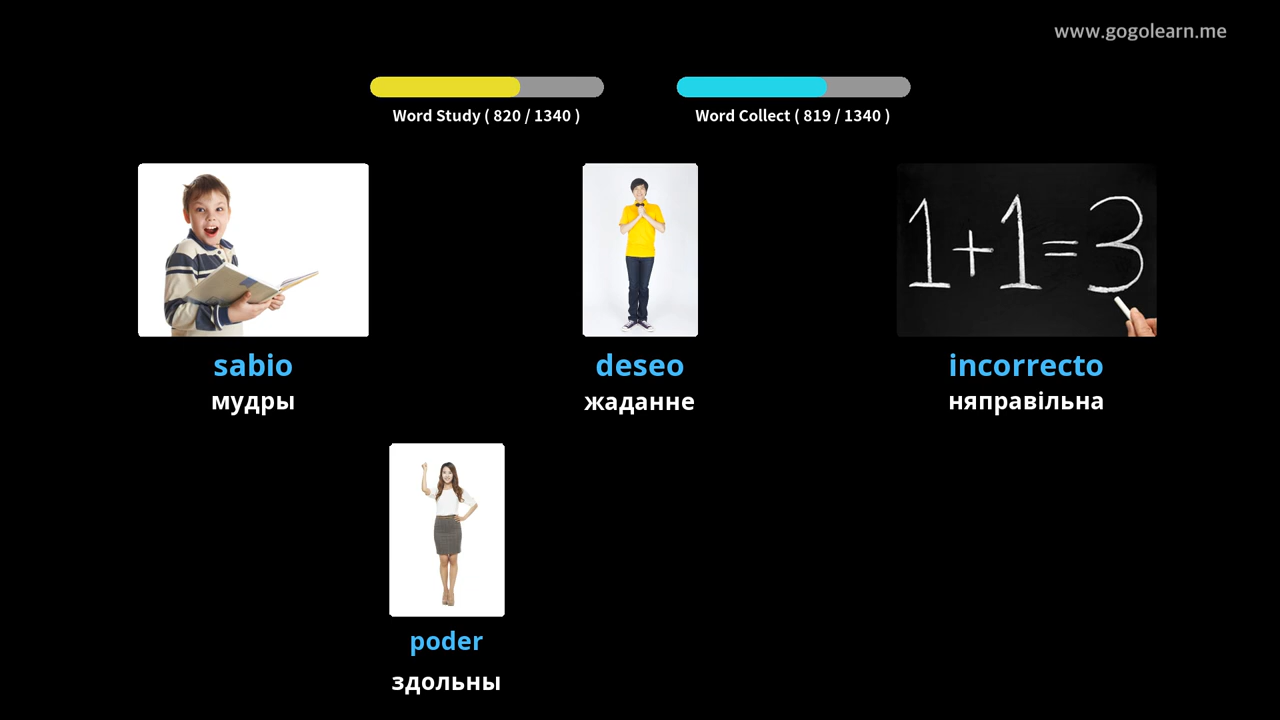 www.gogolearn.me
Word Study ( 820 / 1340 )
Word Collect ( 819 / 1340 )
1+1=3
sabio
мудры
deseo
жаданне
incorrecto
няправільна
poder
здольны